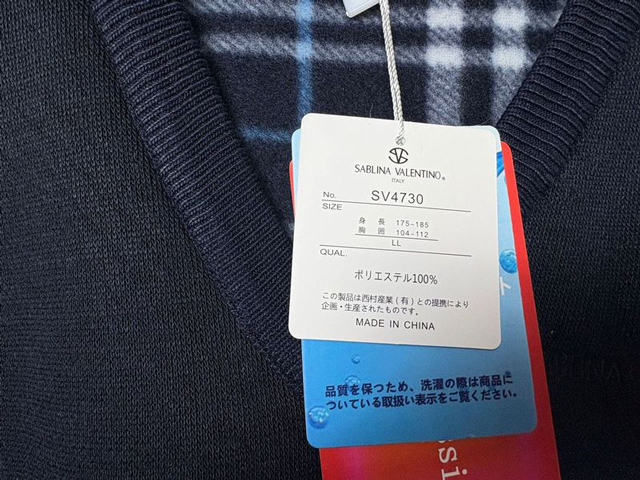 SV
SABLINA VALENTINO®
ITALY
No. SV4730
SIZE
身長 175-185
胸囲 104-112
LL
QUAL.
ポリエステル100%
この製品は西村産業(有)との提携により
企画・生産されたものです。
MADE IN CHINA
品質を保つため、洗濯の際は商品に
ついている取扱い表示をご覧ください。
ssi